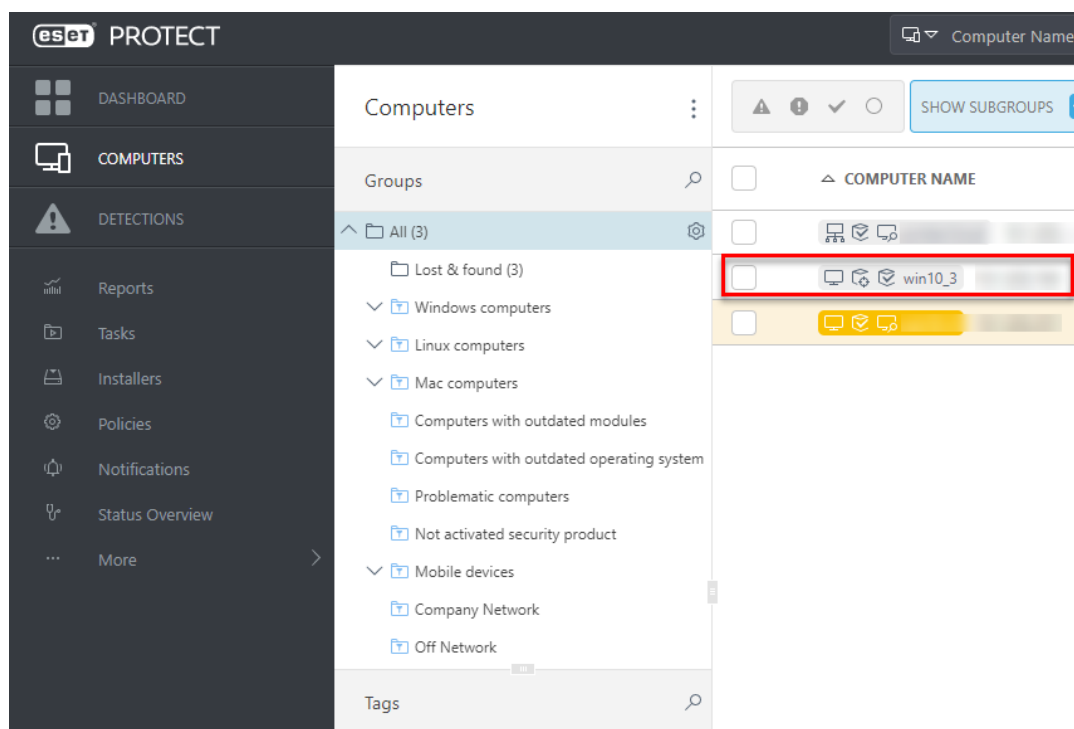 eset PROTECT
Computer Name
DASHBOARD
COMPUTERS
DETECTIONS
Reports
Tasks
Installers
Policies
Notifications
Status Overview
More
Computers
Groups
All (3)
Lost & found (3)
Windows computers
Linux computers
Mac computers
Computers with outdated modules
Computers with outdated operating system
Problematic computers
Not activated security product
Mobile devices
Company Network
Off Network
Tags
SHOW SUBGROUPS
COMPUTER NAME
win10_3